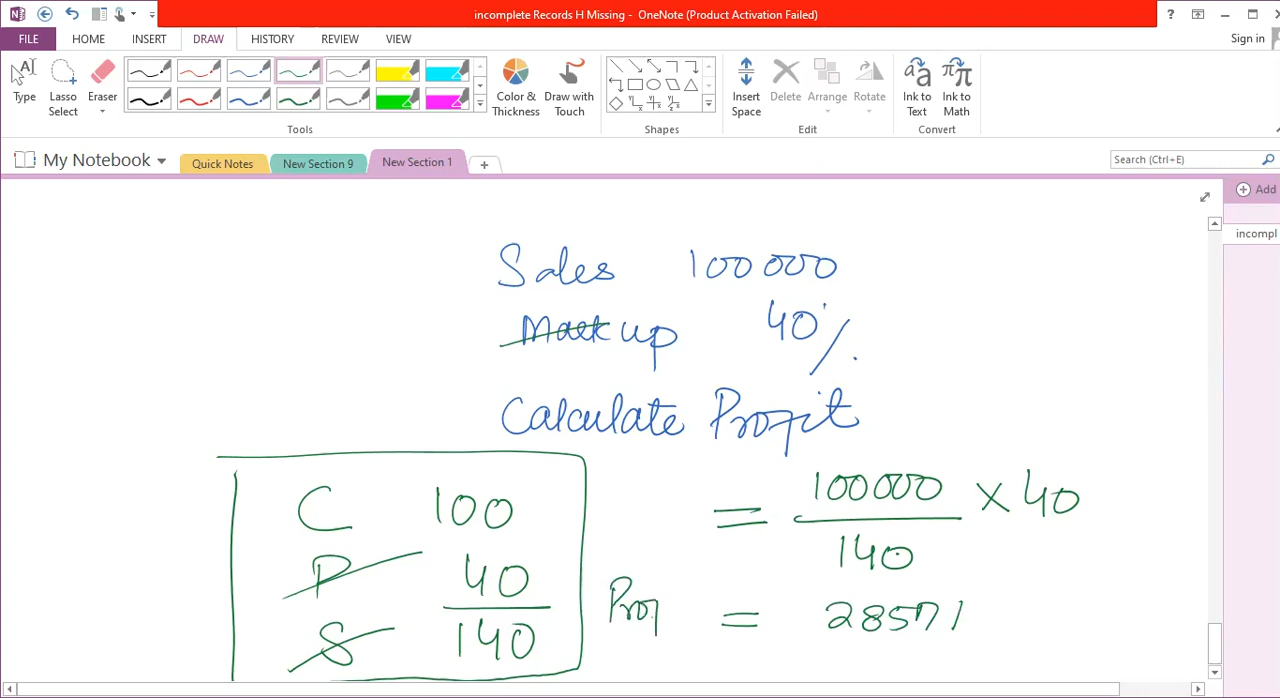 incomplete Records H Missing - OneNote (Product Activation Failed)
?
FILE HOME INSERT DRAW HISTORY REVIEW VIEW
Sign in
Type
Lasso Select
Eraser
Color & Thickness
Draw with Touch
Insert Space
Delete
Arrange
Rotate
Ink to Text
Ink to Math
Tools
Shapes
Edit
Convert
My Notebook
Quick Notes
New Section 9
New Section 1
Search (Ctrl+E)
Add
incompl
Sales 100000
Markup 40%
Calculate Profit
C 100
P 40
S 140
= 100000 × 40
140
Prof = 28571